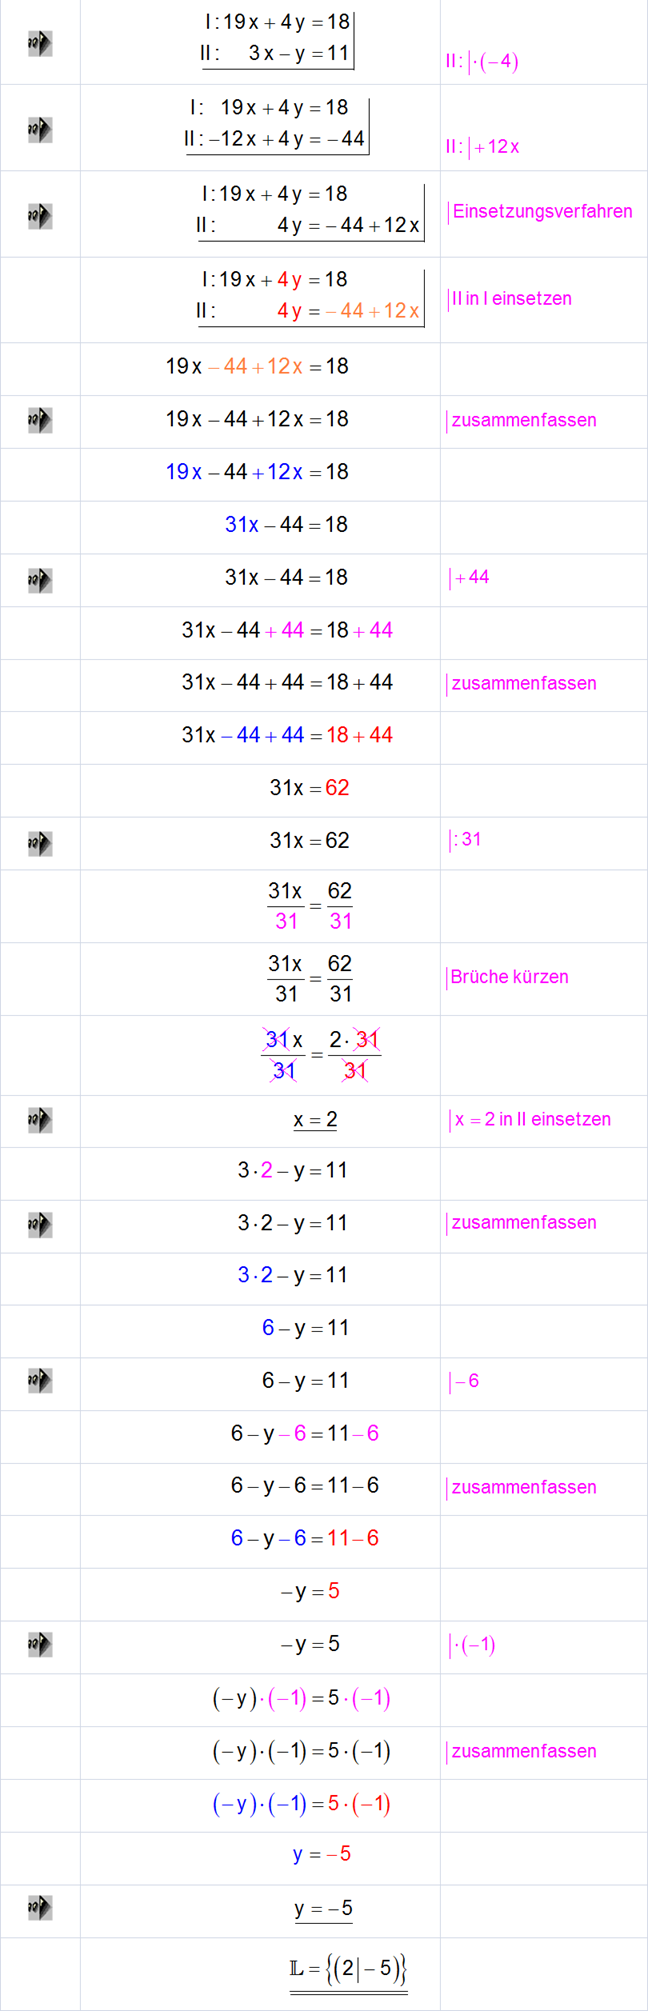 I: 19x + 4y = 18
II: 3x − y = 11
II: |·(−4)
I: 19x + 4y = 18
II: −12x + 4y = −44
II: |+12x
I: 19x + 4y = 18
II: 4y = −44 + 12x
|Einsetzungsverfahren
I: 19x + 4y = 18
II: 4y = −44 + 12x
|II in I einsetzen
19x − 44 + 12x = 18
19x − 44 + 12x = 18 |zusammenfassen
19x − 44 + 12x = 18
31x − 44 = 18
31x − 44 = 18 |+44
31x − 44 + 44 = 18 + 44
31x − 44 + 44 = 18 + 44 |zusammenfassen
31x − 44 + 44 = 18 + 44
31x = 62
31x = 62 |:31
31x/31 = 62/31
31x/31 = 62/31 |Brüche kürzen
31x/31 = 2·31/31
x = 2 |x = 2 in II einsetzen
3·2 − y = 11
3·2 − y = 11 |zusammenfassen
3·2 − y = 11
6 − y = 11
6 − y = 11 |−6
6 − y − 6 = 11 − 6
6 − y − 6 = 11 − 6 |zusammenfassen
6 − y − 6 = 11 − 6
−y = 5
−y = 5 |·(−1)
(−y)·(−1) = 5·(−1)
(−y)·(−1) = 5·(−1) |zusammenfassen
(−y)·(−1) = 5·(−1)
y = −5
y = −5
𝕃 = {(2|−5)}